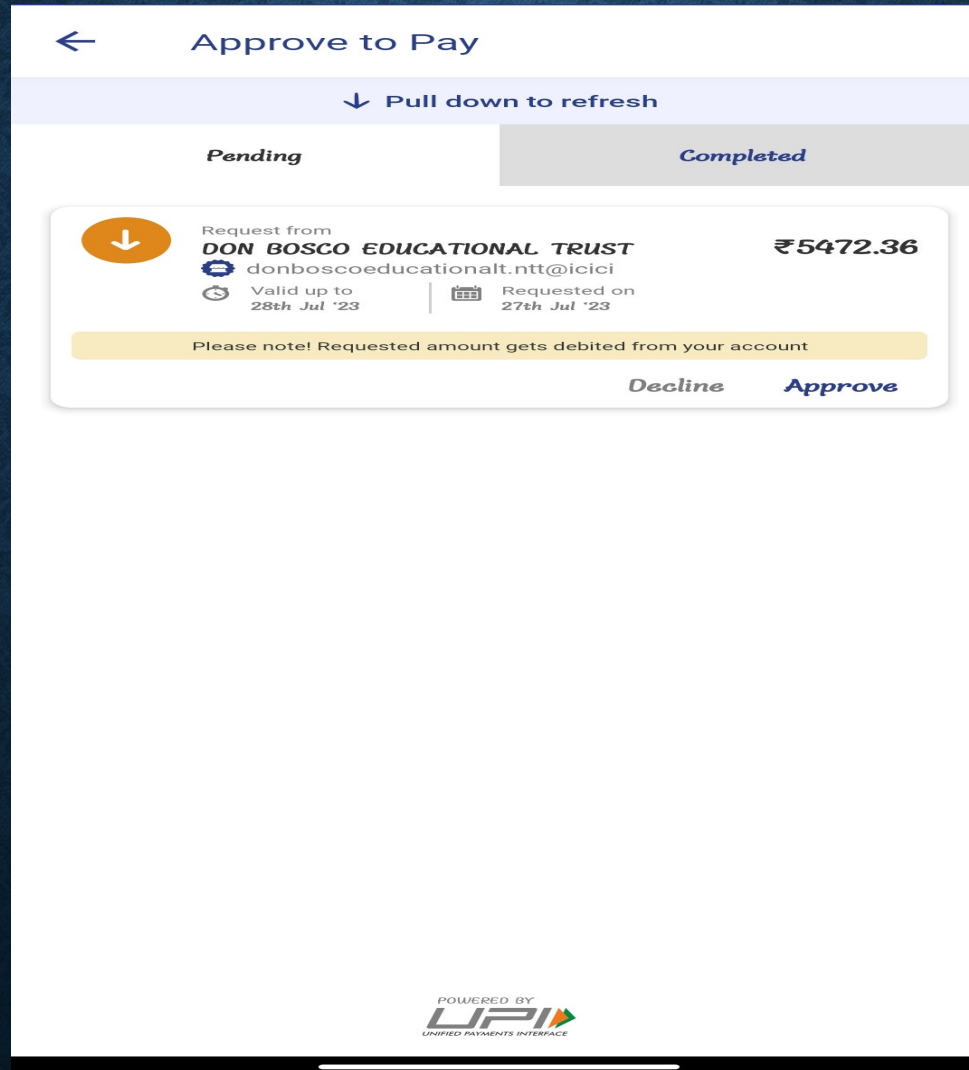 Approve to Pay
Pull down to refresh
Pending
Completed
Request from
DON BOSCO EDUCATIONAL TRUST
₹5472.36
donboscoeducationalt.ntt@icici
Valid up to
28th Jul '23
Requested on
27th Jul '23
Please note! Requested amount gets debited from your account
Decline
Approve
POWERED BY
UPI
UNIFIED PAYMENTS INTERFACE